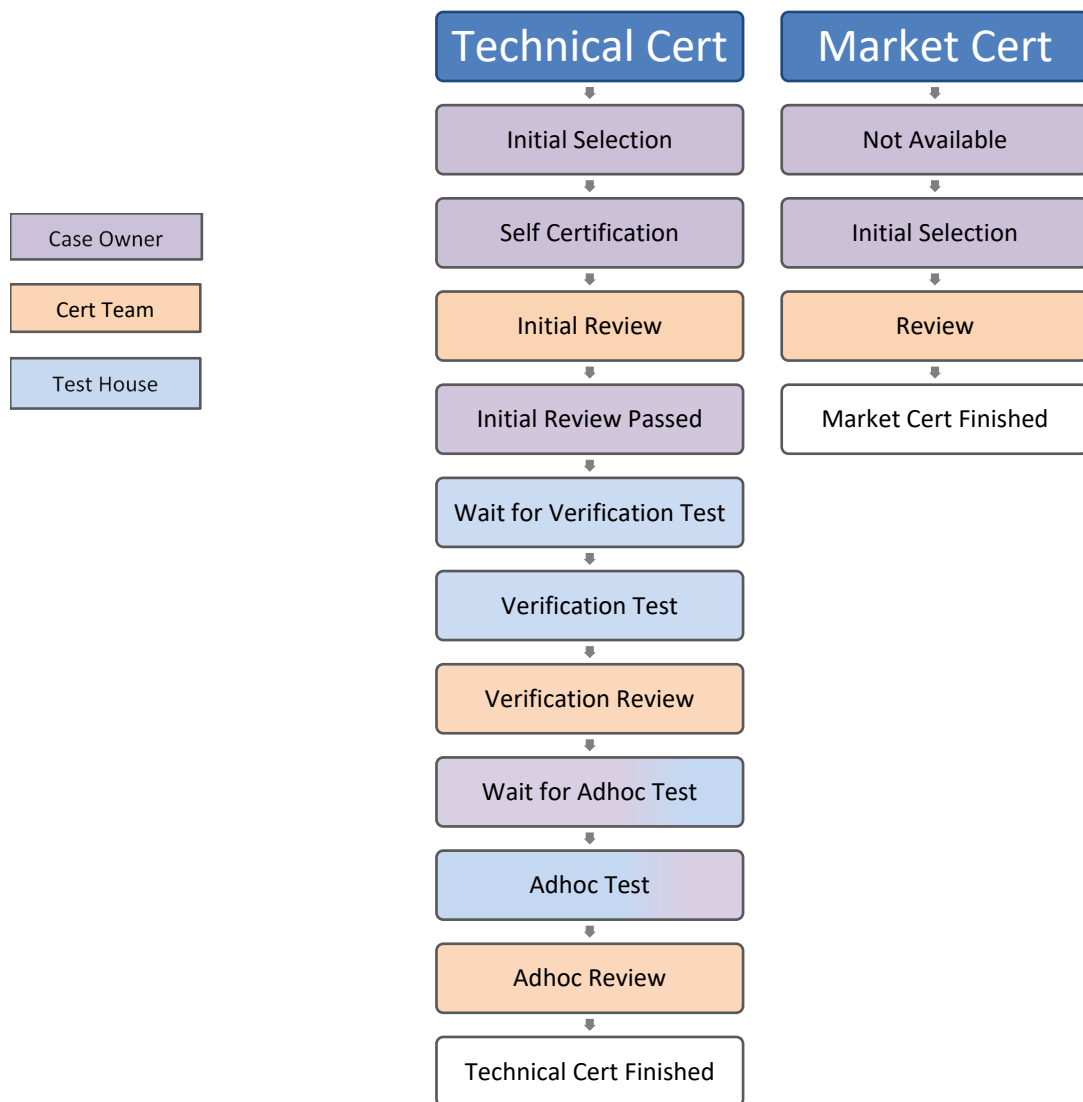 Technical Cert
Initial Selection
Self Certification
Initial Review
Initial Review Passed
Wait for Verification Test
Verification Test
Verification Review
Wait for Adhoc Test
Adhoc Test
Adhoc Review
Technical Cert Finished
Market Cert
Not Available
Initial Selection
Review
Market Cert Finished
Case Owner
Cert Team
Test House